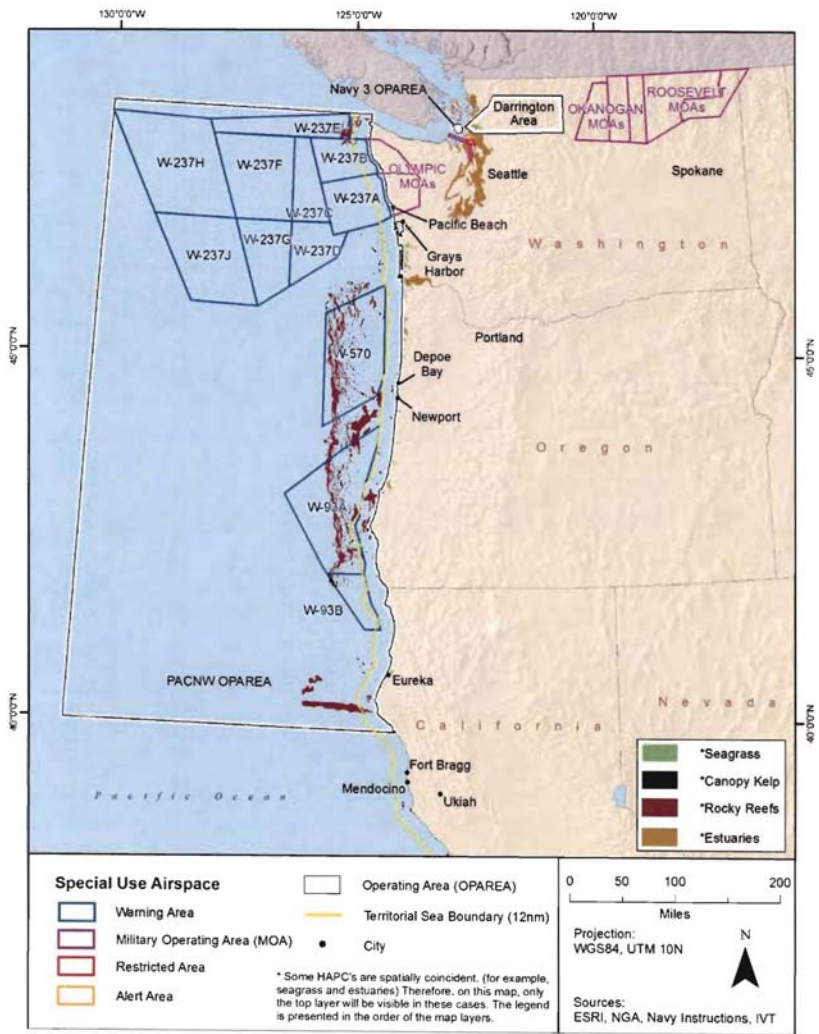 130°0'0"W
125°0'0"W
120°0'0"W
Navy 3 OPAREA
Darrington
Area
OKANOGAN
MOAs
ROOSEVELT
MOAs
W-237E
W-237H
W-237F
W-237B
OLYMPIC
MOAs
Seattle
Spokane
W-237A
W-237C
Pacific Beach
W-237J
W-237G
W-237D
Grays
Harbor
Washington
45°0'0"N
45°0'0"N
W-570
Portland
Depoe
Bay
Newport
Oregon
W-93A
W-93B
PACNW OPAREA
Eureka
Nevada
California
40°0'0"N
40°0'0"N
Fort Bragg
Mendocino
Ukiah
Pacific Ocean
*Seagrass
*Canopy Kelp
*Rocky Reefs
*Estuaries
Special Use Airspace
Warning Area
Military Operating Area (MOA)
Restricted Area
Alert Area
Operating Area (OPAREA)
Territorial Sea Boundary (12nm)
City
* Some HAPC's are spatially coincident. (for example,
seagrass and estuaries) Therefore, on this map, only
the top layer will be visible in these cases. The legend
is presented in the order of the map layers.
0 50 100 200
Miles
Projection:
WGS84, UTM 10N
N
Sources:
ESRI, NGA, Navy Instructions, IVT